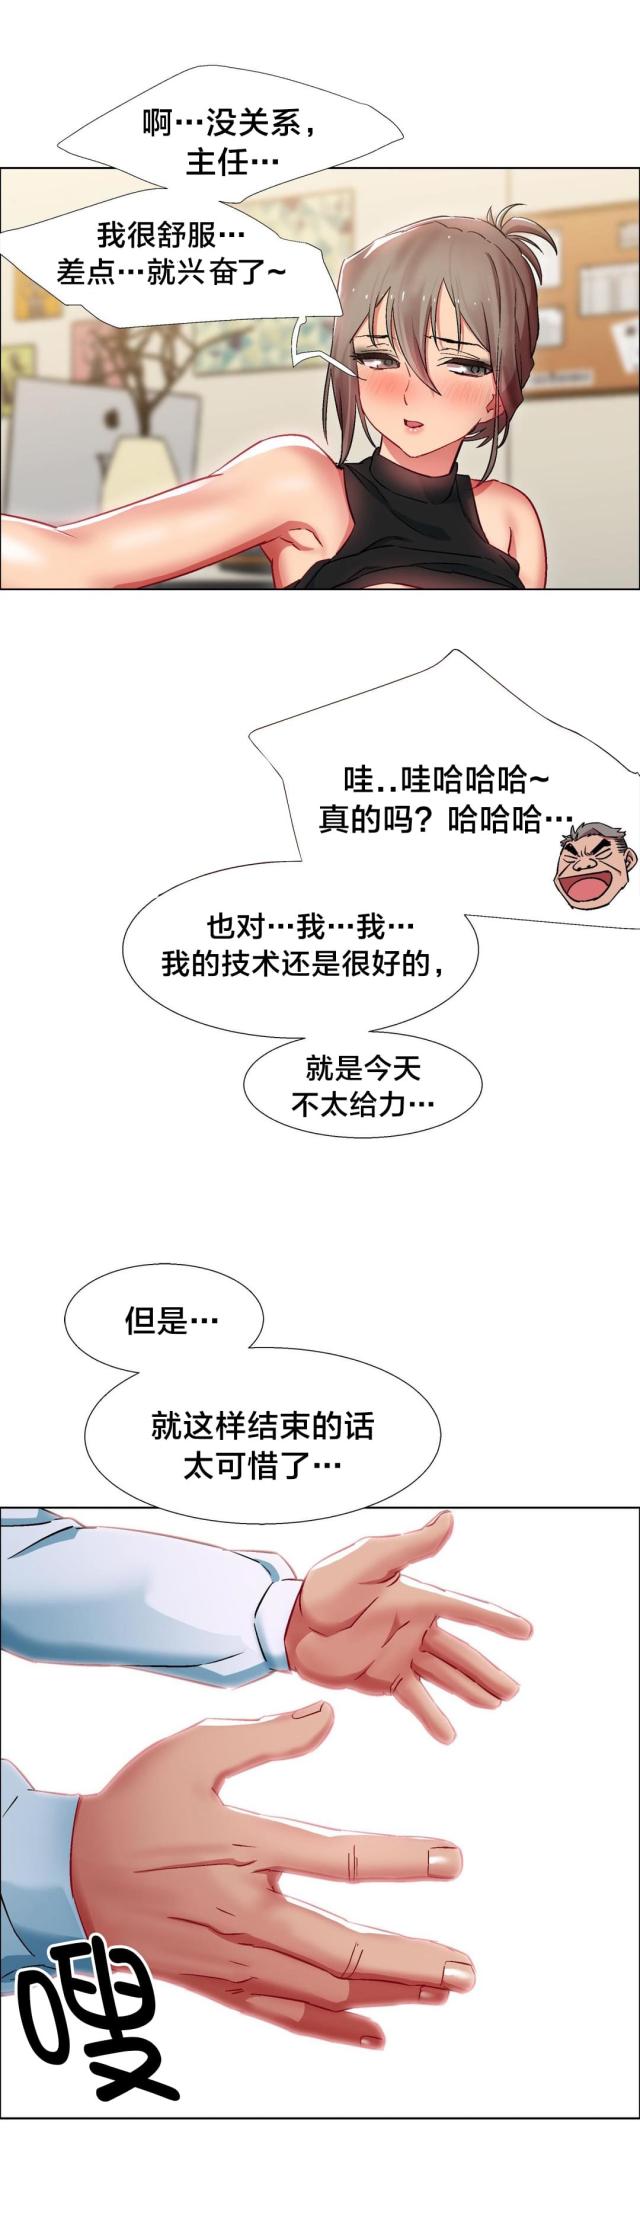 啊…没关系，
主任…
我很舒服…
差点…就兴奋了~
哇..哇哈哈哈~
真的吗？哈哈哈…
也对…我…我…
我的技术还是很好的，
就是今天
不太给力…
但是…
就这样结束的话
太可惜了…
嗖